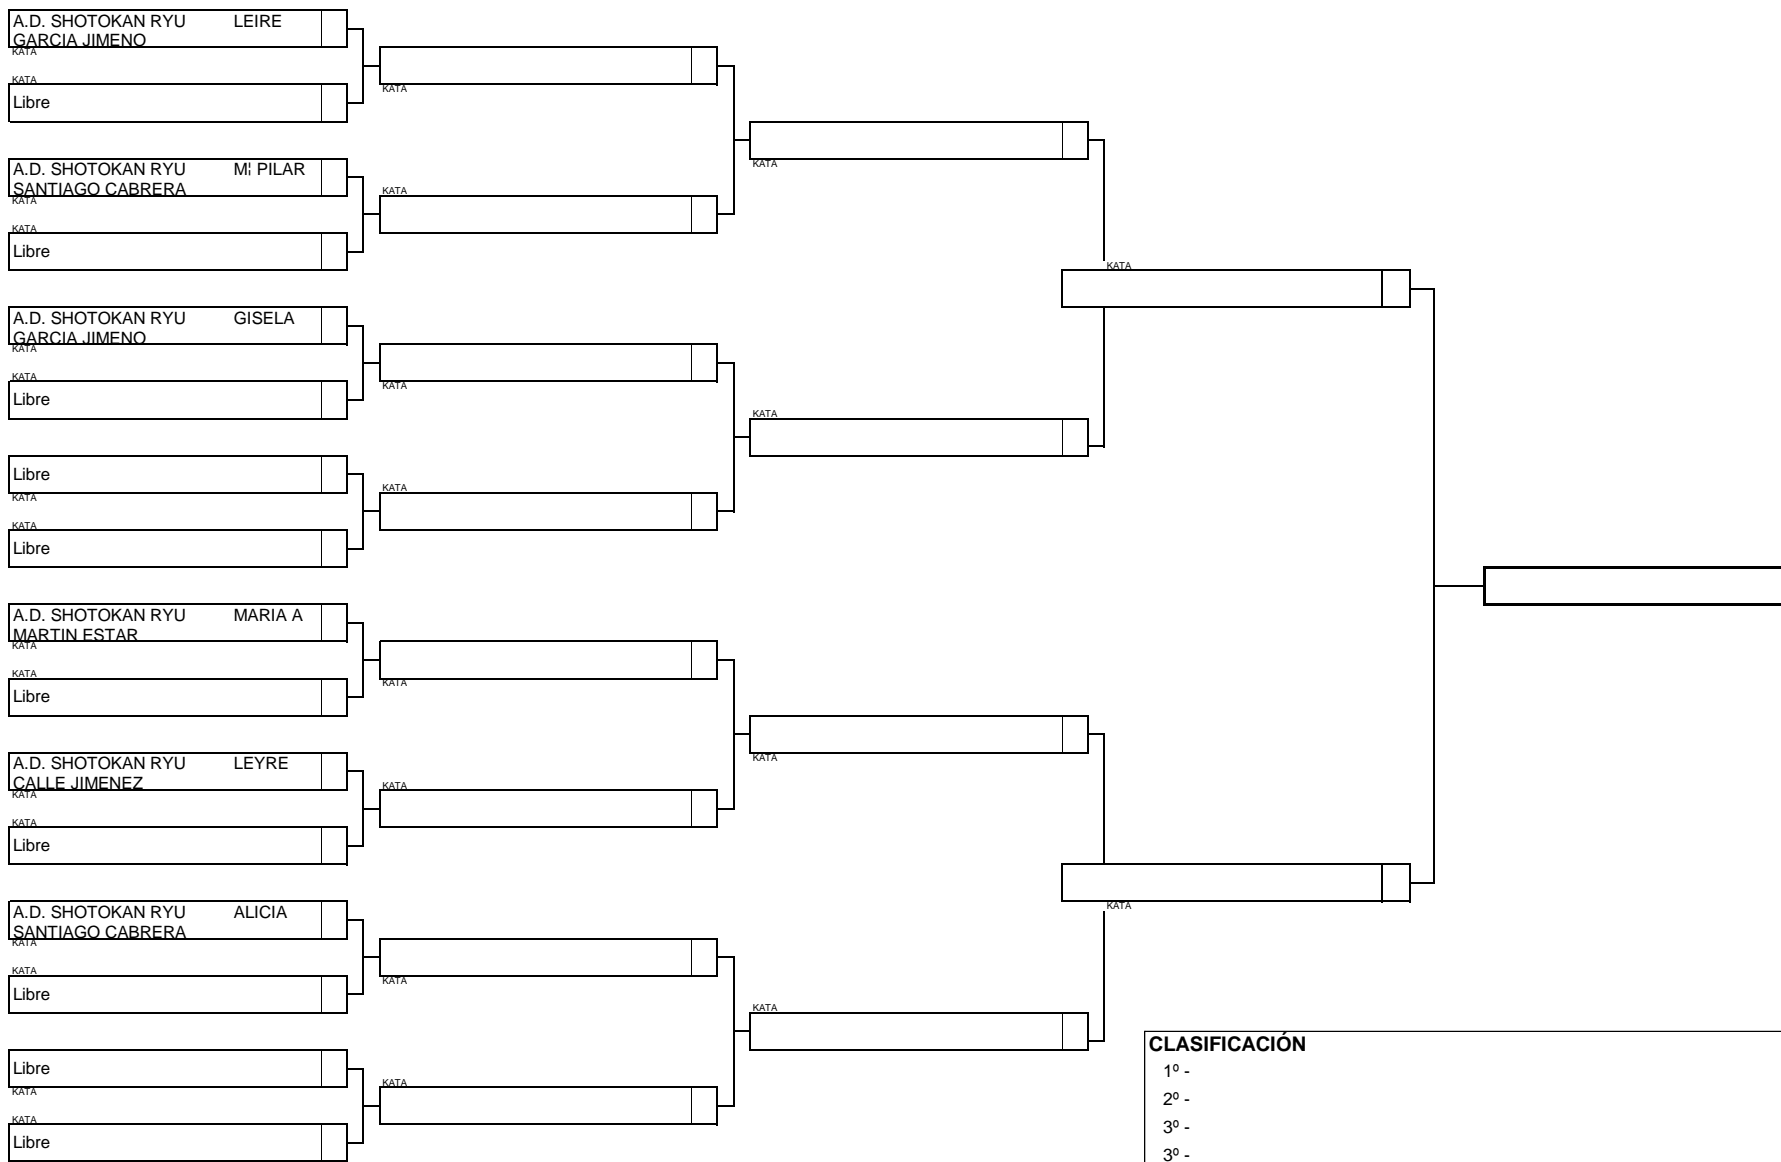 A.D. SHOTOKAN RYU LEIRE
GARCIA JIMENO
KATA
KATA
Libre
A.D. SHOTOKAN RYU M¦ PILAR
SANTIAGO CABRERA
KATA
KATA
Libre
A.D. SHOTOKAN RYU GISELA
GARCIA JIMENO
KATA
KATA
Libre
Libre
KATA
KATA
Libre
A.D. SHOTOKAN RYU MARIA A
MARTIN ESTAR
KATA
KATA
Libre
A.D. SHOTOKAN RYU LEYRE
CALLE JIMENEZ
KATA
KATA
Libre
A.D. SHOTOKAN RYU ALICIA
SANTIAGO CABRERA
KATA
KATA
Libre
Libre
KATA
KATA
Libre
KATA
KATA
KATA
KATA
KATA
KATA
KATA
KATA
KATA
KATA
KATA
KATA
KATA
KATA
CLASIFICACIÓN
1º -
2º -
3º -
3º -